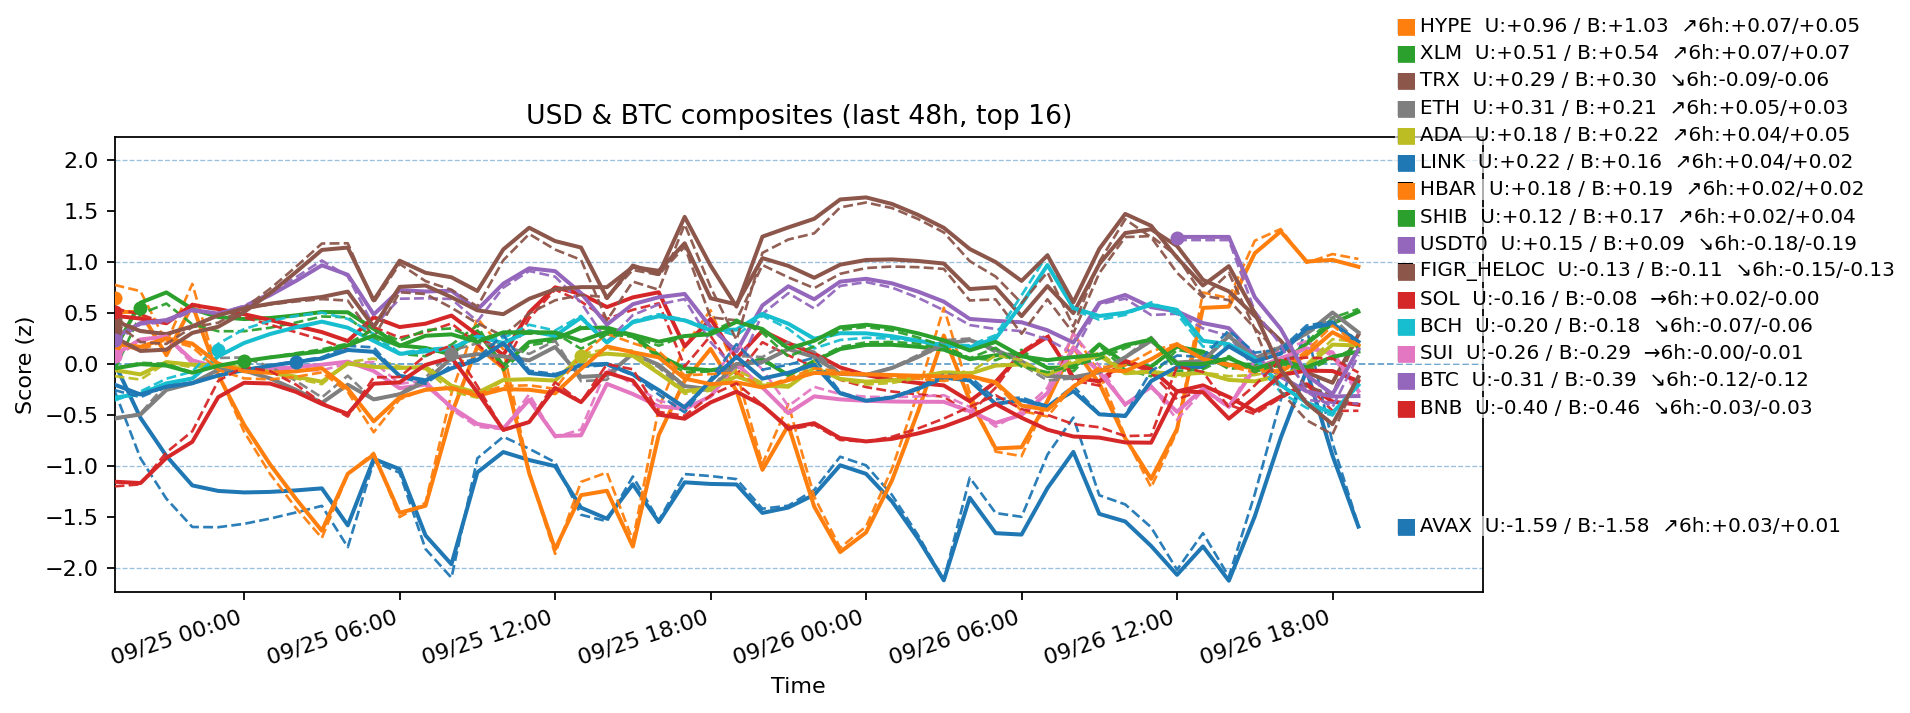 HYPE U:+0.96 / B:+1.03 ↗6h:+0.07/+0.05
XLM U:+0.51 / B:+0.54 ↗6h:+0.07/+0.07
TRX U:+0.29 / B:+0.30 ↘6h:-0.09/-0.06
ETH U:+0.31 / B:+0.21 ↗6h:+0.05/+0.03
ADA U:+0.18 / B:+0.22 ↗6h:+0.04/+0.05
LINK U:+0.22 / B:+0.16 ↗6h:+0.04/+0.02
HBAR U:+0.18 / B:+0.19 ↗6h:+0.02/+0.02
SHIB U:+0.12 / B:+0.17 ↗6h:+0.02/+0.04
USDT0 U:+0.15 / B:+0.09 ↘6h:-0.18/-0.19
FIGR_HELOC U:-0.13 / B:-0.11 ↘6h:-0.15/-0.13
SOL U:-0.16 / B:-0.08 →6h:+0.02/-0.00
BCH U:-0.20 / B:-0.18 ↘6h:-0.07/-0.06
SUI U:-0.26 / B:-0.29 →6h:-0.00/-0.01
BTC U:-0.31 / B:-0.39 ↘6h:-0.12/-0.12
BNB U:-0.40 / B:-0.46 ↘6h:-0.03/-0.03
AVAX U:-1.59 / B:-1.58 ↗6h:+0.03/+0.01
USD & BTC composites (last 48h, top 16)
Score (z)
2.0
1.5
1.0
0.5
0.0
−0.5
−1.0
−1.5
−2.0
09/25 00:00
09/25 06:00
09/25 12:00
09/25 18:00
09/26 00:00
09/26 06:00
09/26 12:00
09/26 18:00
Time